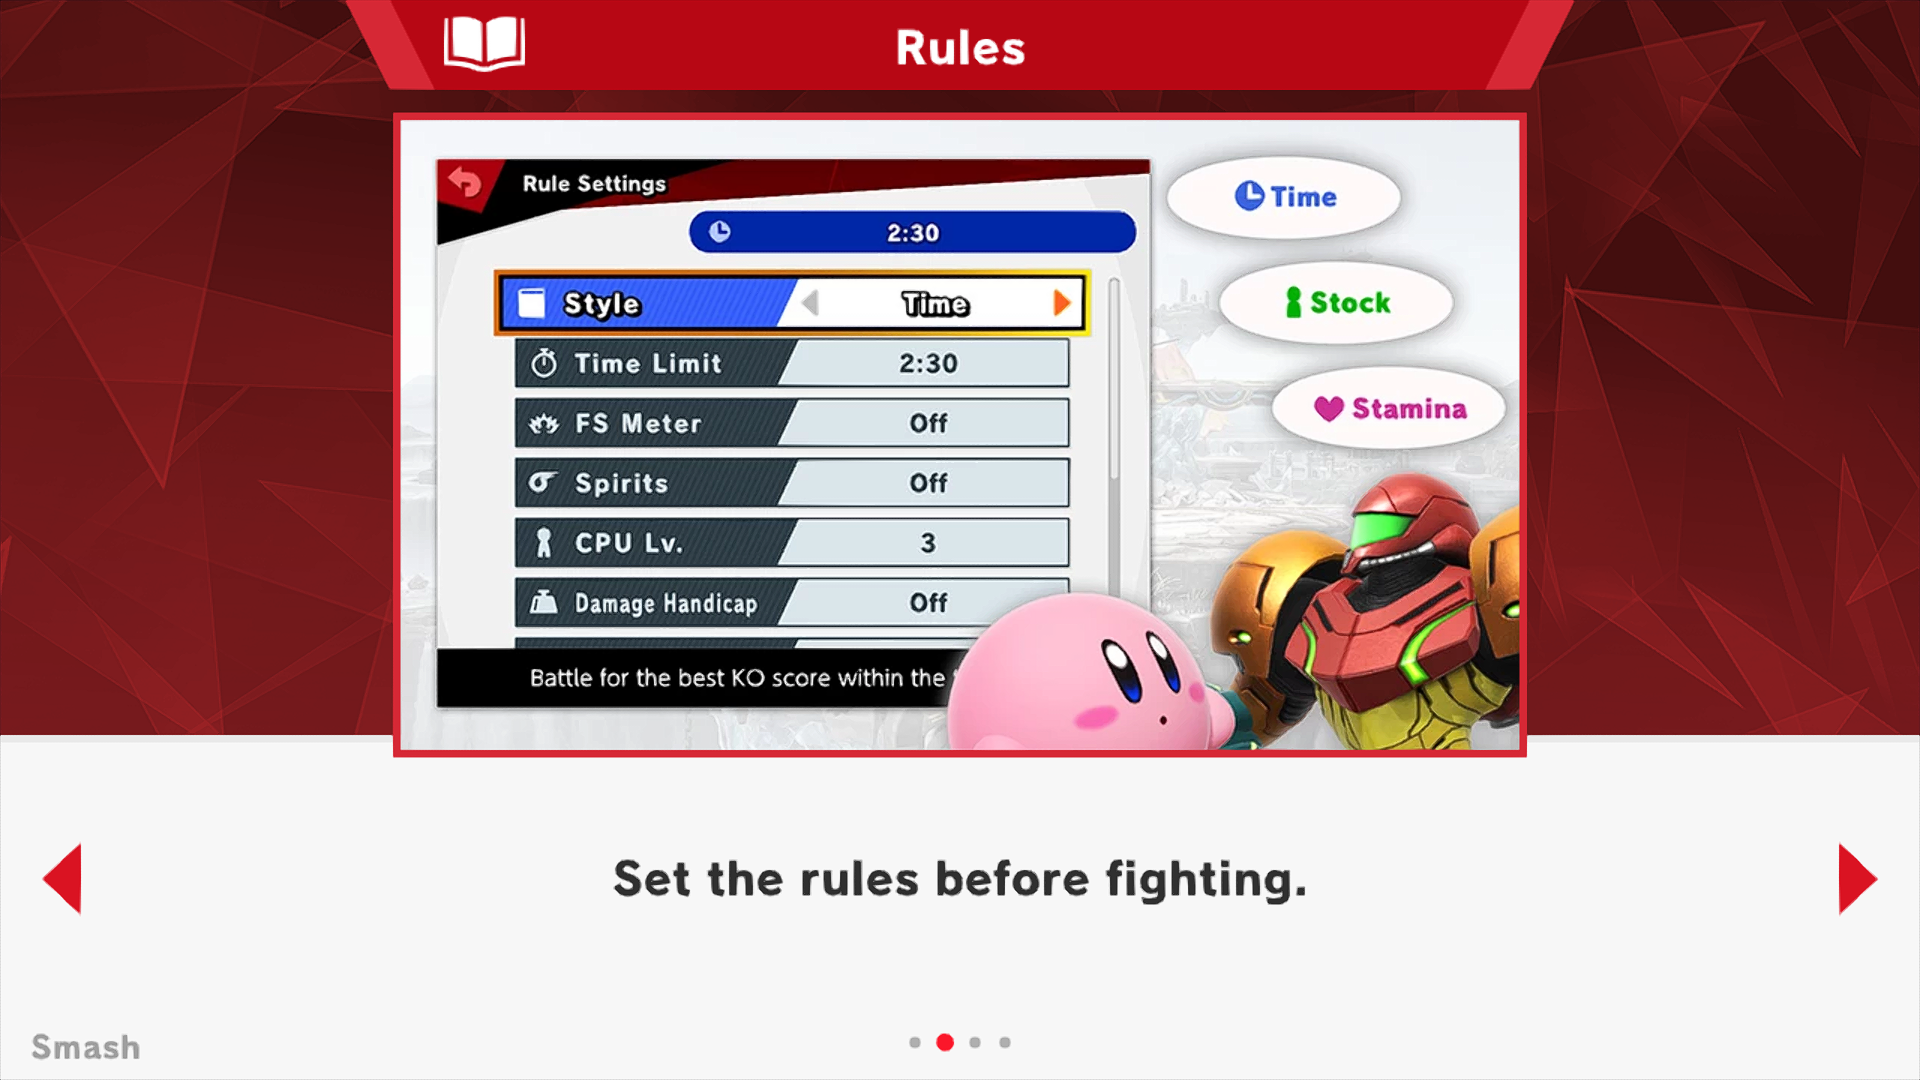 Rules
Rule Settings
2:30
Style Time
Time Limit 2:30
FS Meter Off
Spirits Off
CPU Lv. 3
Damage Handicap Off
Battle for the best KO score within the
Time
Stock
Stamina
Set the rules before fighting.
Smash